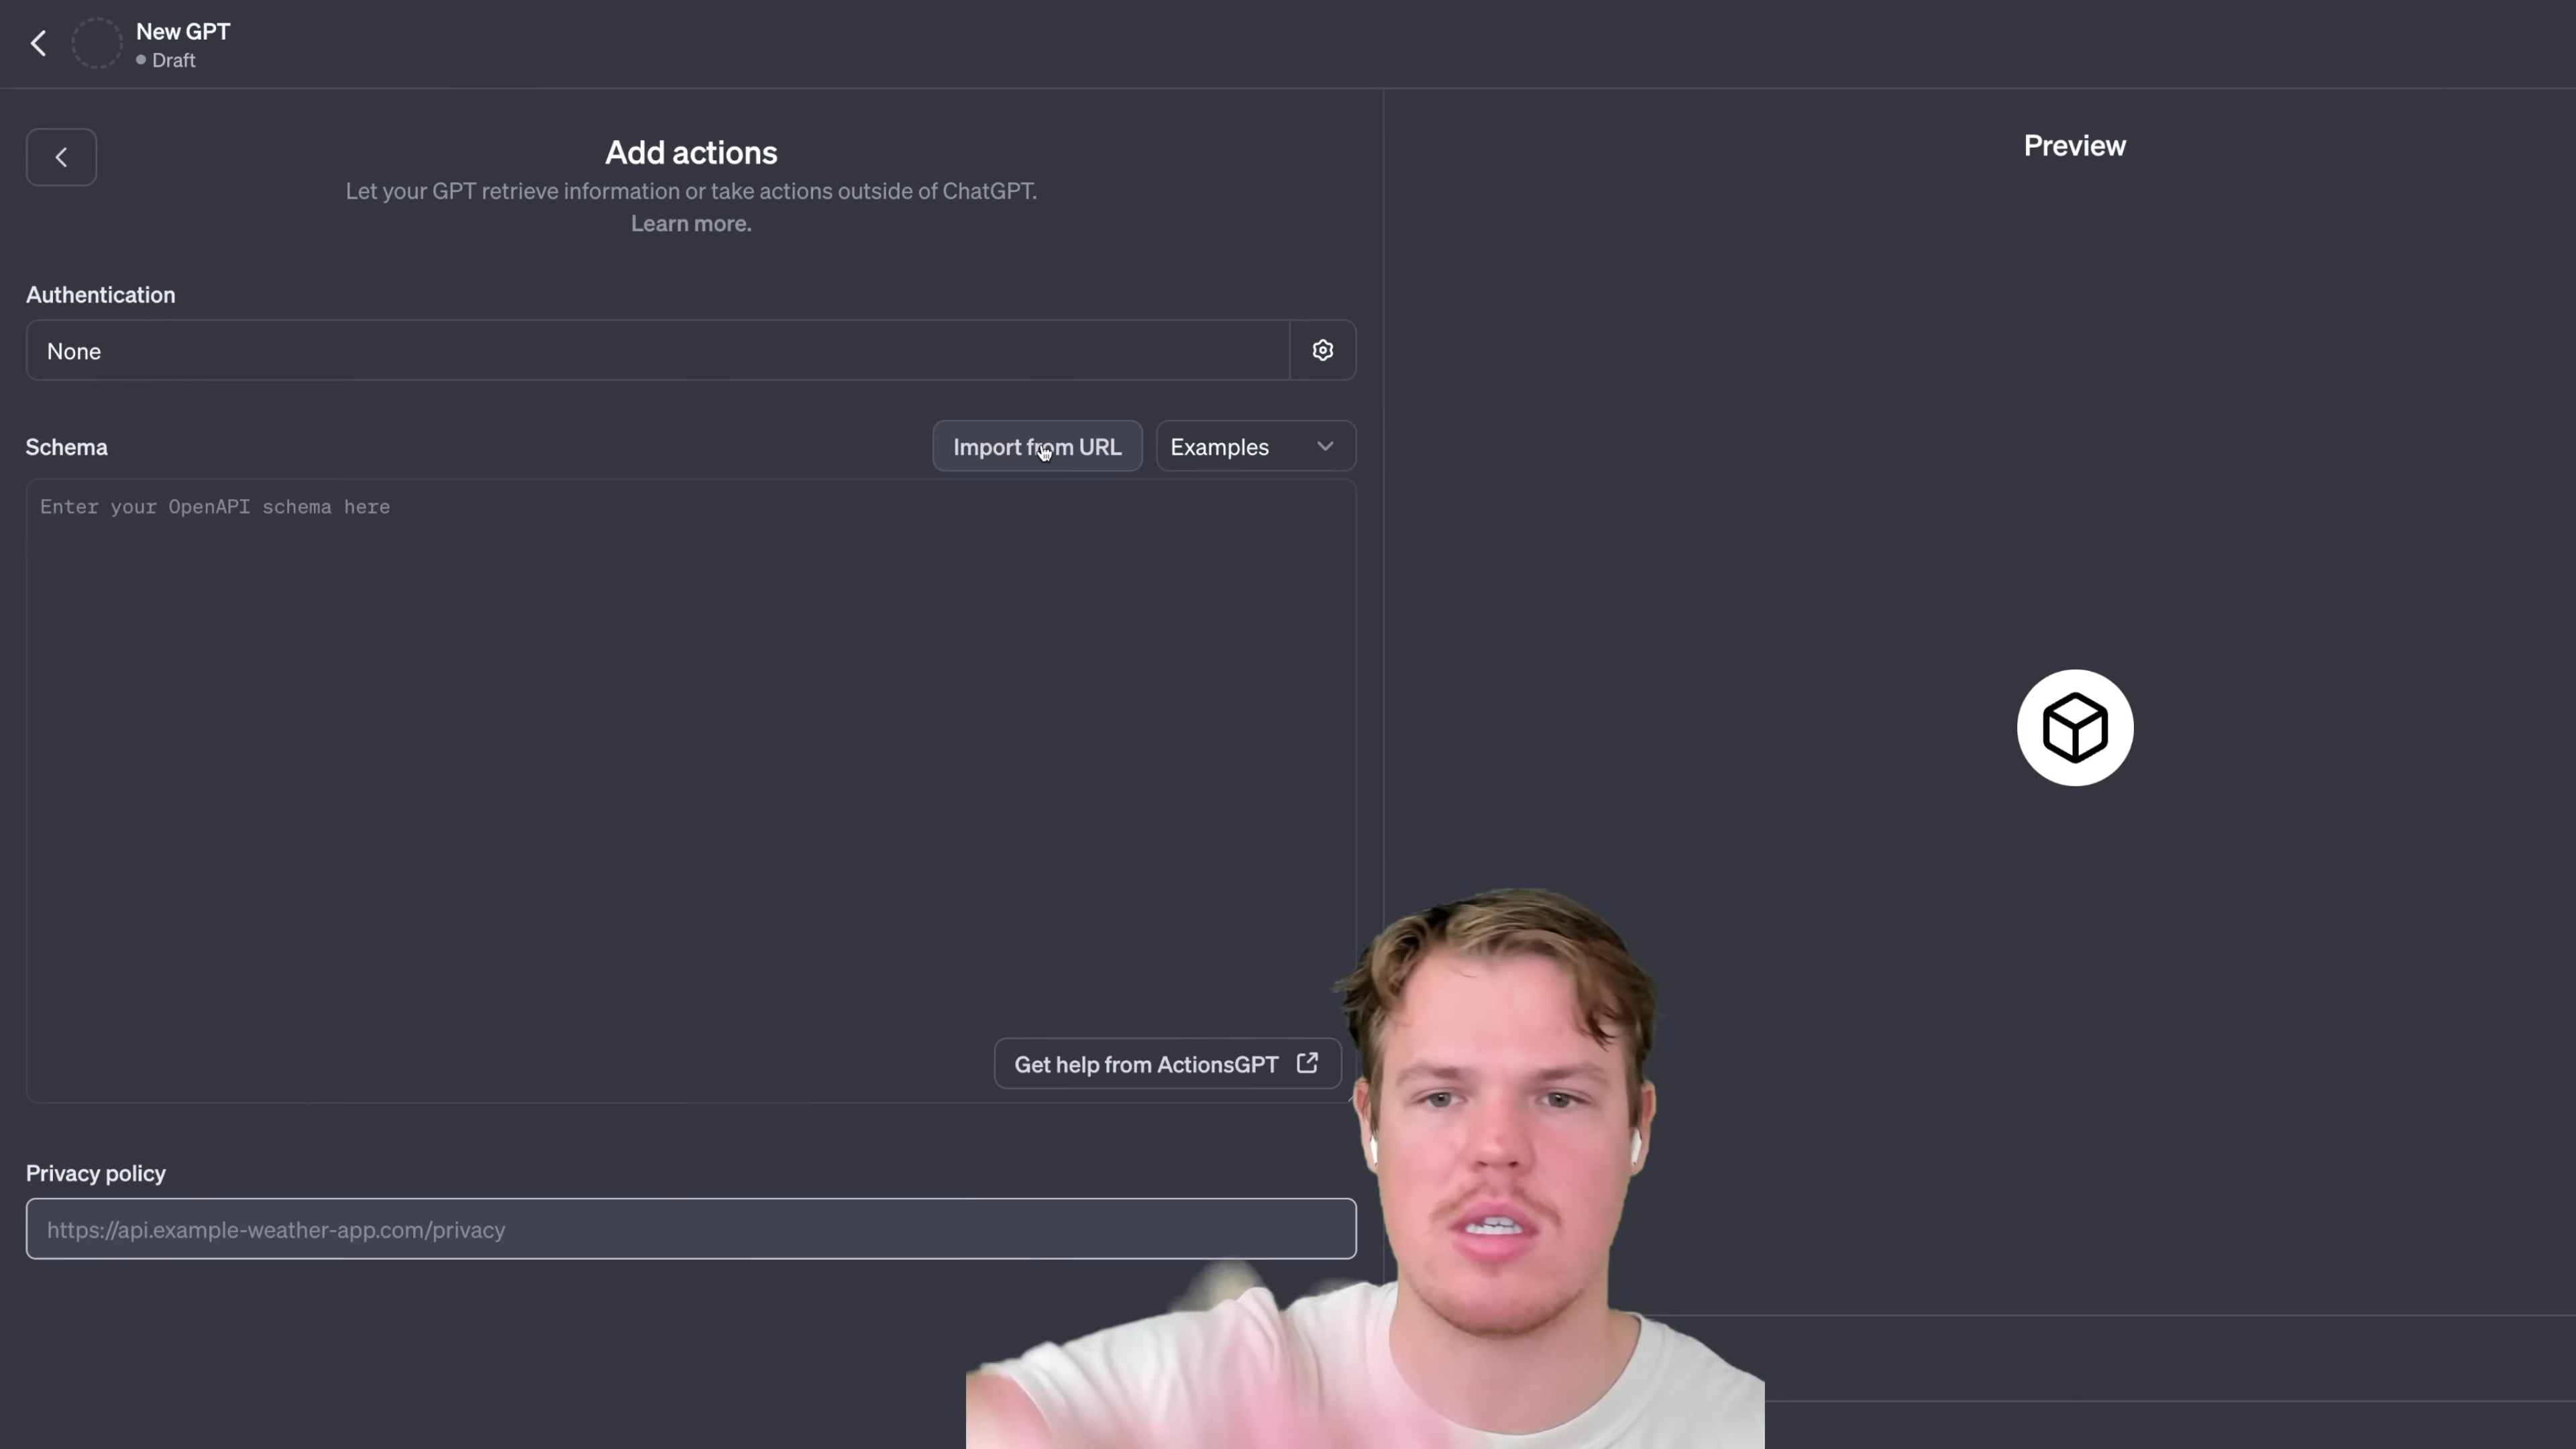 New GPT
Draft
Add actions
Let your GPT retrieve information or take actions outside of ChatGPT.
Learn more.
Preview
Authentication
None
Schema
Import from URL
Examples
Enter your OpenAPI schema here
Get help from ActionsGPT
Privacy policy
https://api.example-weather-app.com/privacy